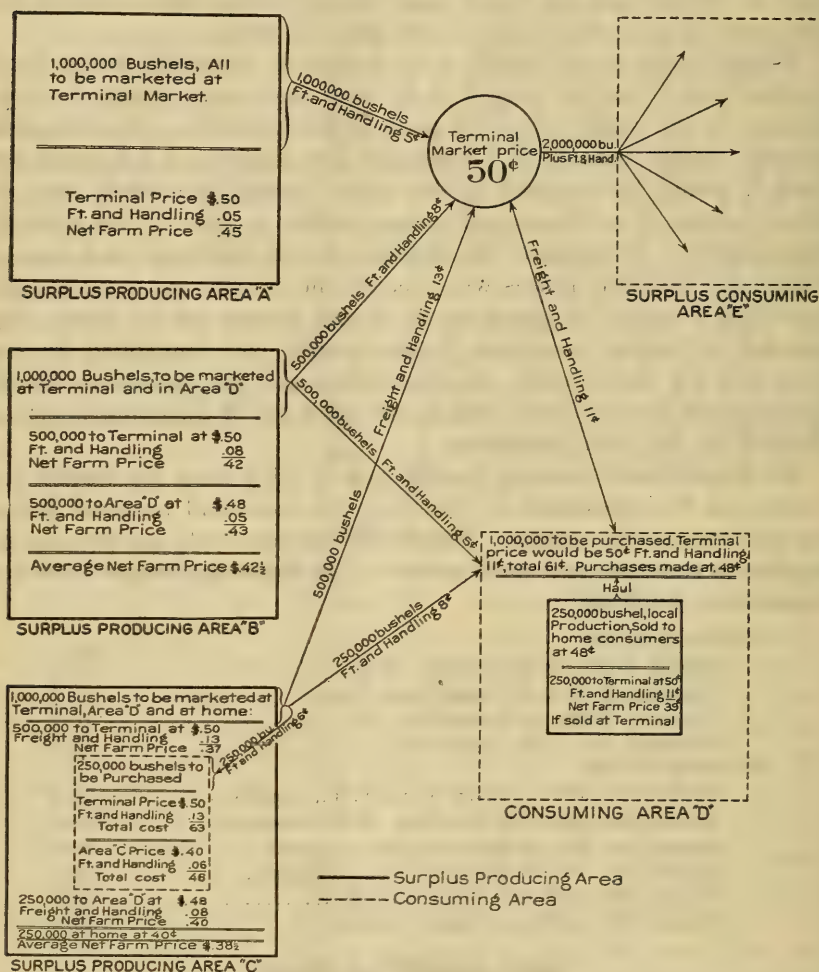 1,000,000 Bushels, All
to be marketed at
Terminal Market.
Terminal Price $.50
Ft. and Handling .05
Net Farm Price .45
SURPLUS PRODUCING AREA "A"
1,000,000 bushels
Ft. and Handling 5¢
Terminal
Market price
50¢
2,000,000 bu.
Plus Ft. & Hand.
SURPLUS CONSUMING
AREA "E"
1,000,000 Bushels, to be marketed
at Terminal and in Area "D"
500,000 to Terminal at $.50
Ft. and Handling .08
Net Farm Price 42
500,000 to Area "D" at $.48
Ft. and Handling .05
Net Farm Price .43
Average Net Farm Price $.42½
SURPLUS PRODUCING AREA "B"
500,000 bushels Ft. and Handling 8¢
500,000 bushels Ft. and Handling 5¢
500,000 bushels Freight and Handling 13¢
Freight and Handling 11¢
250,000 bushels
Ft. and Handling 8¢
250,000 bu.
Ft and Handling 6¢
1,000,000 to be purchased. Terminal
price would be 50¢ Ft. and Handling
11¢, total 61¢. Purchases made at 48¢
Haul
250,000 bushel, local
Production, Sold to
home consumers
at 48¢
250,000 to Terminal at 50¢
Ft. and Handling 11¢
Net Farm Price 39¢
If sold at Terminal
CONSUMING AREA "D"
1,000,000 Bushels to be marketed at
Terminal, Area "D" and at home:
500,000 to Terminal at $.50
Freight and Handling .13
Net Farm Price .37
250,000 bushels to
be Purchased
Terminal Price $.50
Ft. and Handling .13
Total cost 63
Area "C" Price $.40
Ft. and Handling .06
Total cost 46
250,000 to Area "D" at $.48
Freight and Handling .08
Net Farm Price .40
250,000 at home at 40¢
Average Net Farm Price $.38½
SURPLUS PRODUCING AREA "C"
Surplus Producing Area
Consuming Area